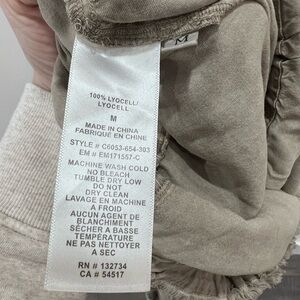 100% LYOCELL/
LYOCELL
M
MADE IN CHINA
FABRIQUÉ EN CHINE
STYLE # C6053-654-303
EM # EM171557-C
MACHINE WASH COLD
NO BLEACH
TUMBLE DRY LOW
DO NOT
DRY CLEAN
LAVAGE EN MACHINE
A FROID
AUCUN AGENT DE
BLANCHIMENT
SÉCHER A BASSE
TEMPÉRATURE
NE PAS NETTOYER
A SEC
RN # 132734
CA # 54517
M